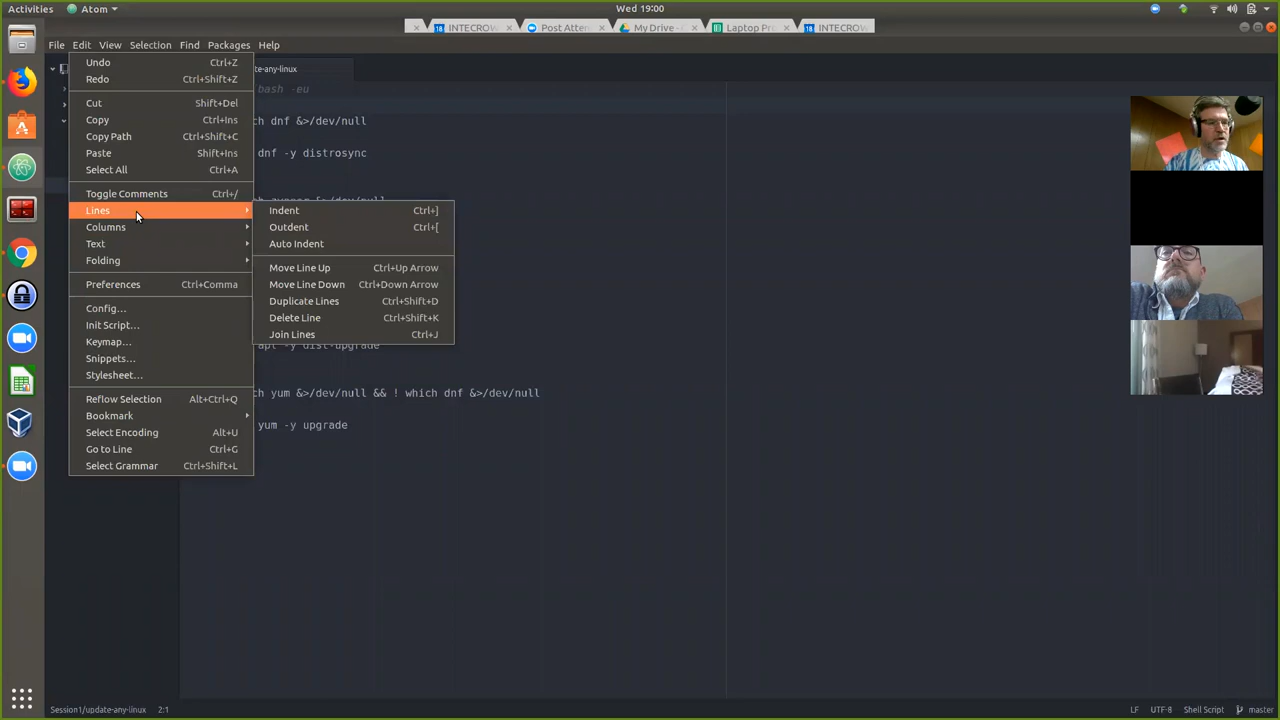 Activities
Atom
Wed 19:00
INTECROW
Post Atten
My Drive - G
Laptop Pro
INTECROW
File Edit View Selection Find Packages Help
Undo Ctrl+Z
Redo Ctrl+Shift+Z
Cut Shift+Del
Copy Ctrl+Ins
Copy Path Ctrl+Shift+C
Paste Shift+Ins
Select All Ctrl+A
Toggle Comments Ctrl+/
Lines
Columns
Text
Folding
Preferences Ctrl+Comma
Config…
Init Script…
Keymap…
Snippets…
Stylesheet…
Reflow Selection Alt+Ctrl+Q
Bookmark
Select Encoding Alt+U
Go to Line Ctrl+G
Select Grammar Ctrl+Shift+L
Indent Ctrl+]
Outdent Ctrl+[
Auto Indent
Move Line Up Ctrl+Up Arrow
Move Line Down Ctrl+Down Arrow
Duplicate Lines Ctrl+Shift+D
Delete Line Ctrl+Shift+K
Join Lines Ctrl+J
date-any-linux
bash -eu
ch dnf &>/dev/null
dnf -y distrosync
apt -y dist-upgrade
ch yum &>/dev/null && ! which dnf &>/dev/null
yum -y upgrade
Session1/update-any-linux 2:1
LF UTF-8 Shell Script master